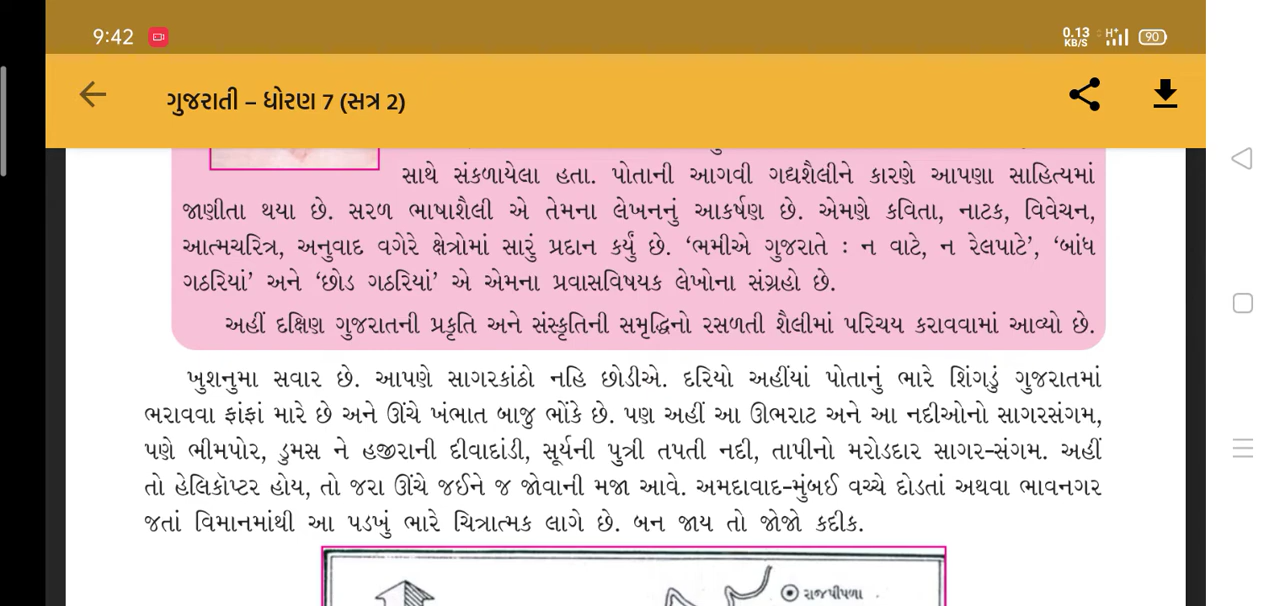 9:42
0.13
KB/S
H+
90
ગુજરાતી – ધોરણ 7 (સત્ર 2)
સાથે સંકળાયેલા હતા. પોતાની આગવી ગદ્યશૈલીને કારણે આપણા સાહિત્યમાં
જાણીતા થયા છે. સરળ ભાષાશૈલી એ તેમના લેખનનું આકર્ષણ છે. એમણે કવિતા, નાટક, વિવેચન,
આત્મચરિત્ર, અનુવાદ વગેરે ક્ષેત્રોમાં સારું પ્રદાન કર્યું છે. ‘ભમીએ ગુજરાતે : ન વાટે, ન રેલપાટે’, ‘બાંધ
ગઠરિયાં’ અને ‘છોડ ગઠરિયાં’ એ એમના પ્રવાસવિષયક લેખોના સંગ્રહો છે.
અહીં દક્ષિણ ગુજરાતની પ્રકૃતિ અને સંસ્કૃતિની સમૃદ્ધિનો રસળતી શૈલીમાં પરિચય કરાવવામાં આવ્યો છે.
ખુશનુમા સવાર છે. આપણે સાગરકાંઠો નહિ છોડીએ. દરિયો અહીંયાં પોતાનું ભારે શિંગડું ગુજરાતમાં
ભરાવવા ફાંફાં મારે છે અને ઊંચે ખંભાત બાજુ ભોંકે છે. પણ અહીં આ ઊભરાટ અને આ નદીઓનો સાગરસંગમ,
પણે ભીમપોર, ડુમસ ને હજીરાની દીવાદાંડી, સૂર્યની પુત્રી તપતી નદી, તાપીનો મરોડદાર સાગર-સંગમ. અહીં
તો હેલિકૉપ્ટર હોય, તો જરા ઊંચે જઈને જ જોવાની મજા આવે. અમદાવાદ-મુંબઈ વચ્ચે દોડતાં અથવા ભાવનગર
જતાં વિમાનમાંથી આ પડખું ભારે ચિત્રાત્મક લાગે છે. બન જાય તો જોજો કદીક.
રાજપીપળા